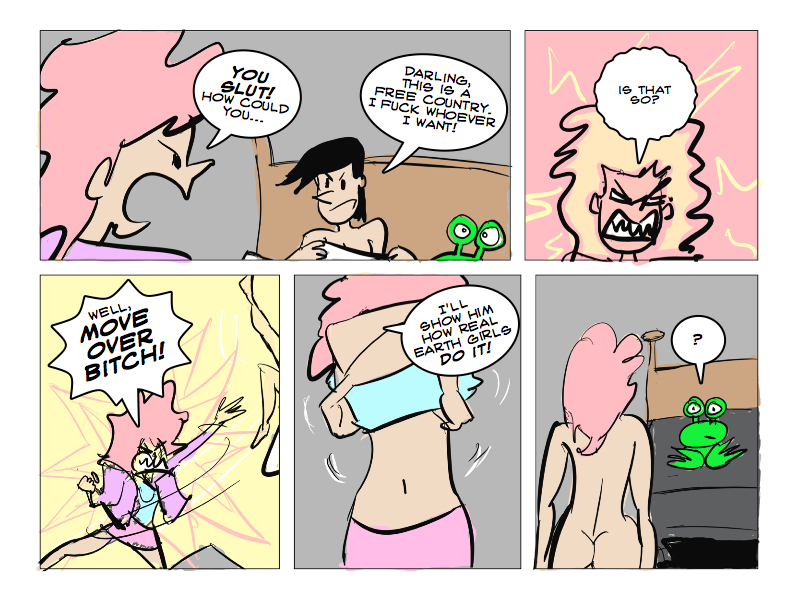 YOU
SLUT!
HOW COULD
YOU...
DARLING,
THIS IS A
FREE COUNTRY.
I FUCK WHOEVER
I WANT!
IS THAT
SO?
WELL,
MOVE
OVER
BITCH!
I'LL
SHOW HIM
HOW REAL
EARTH GIRLS
DO IT!
?